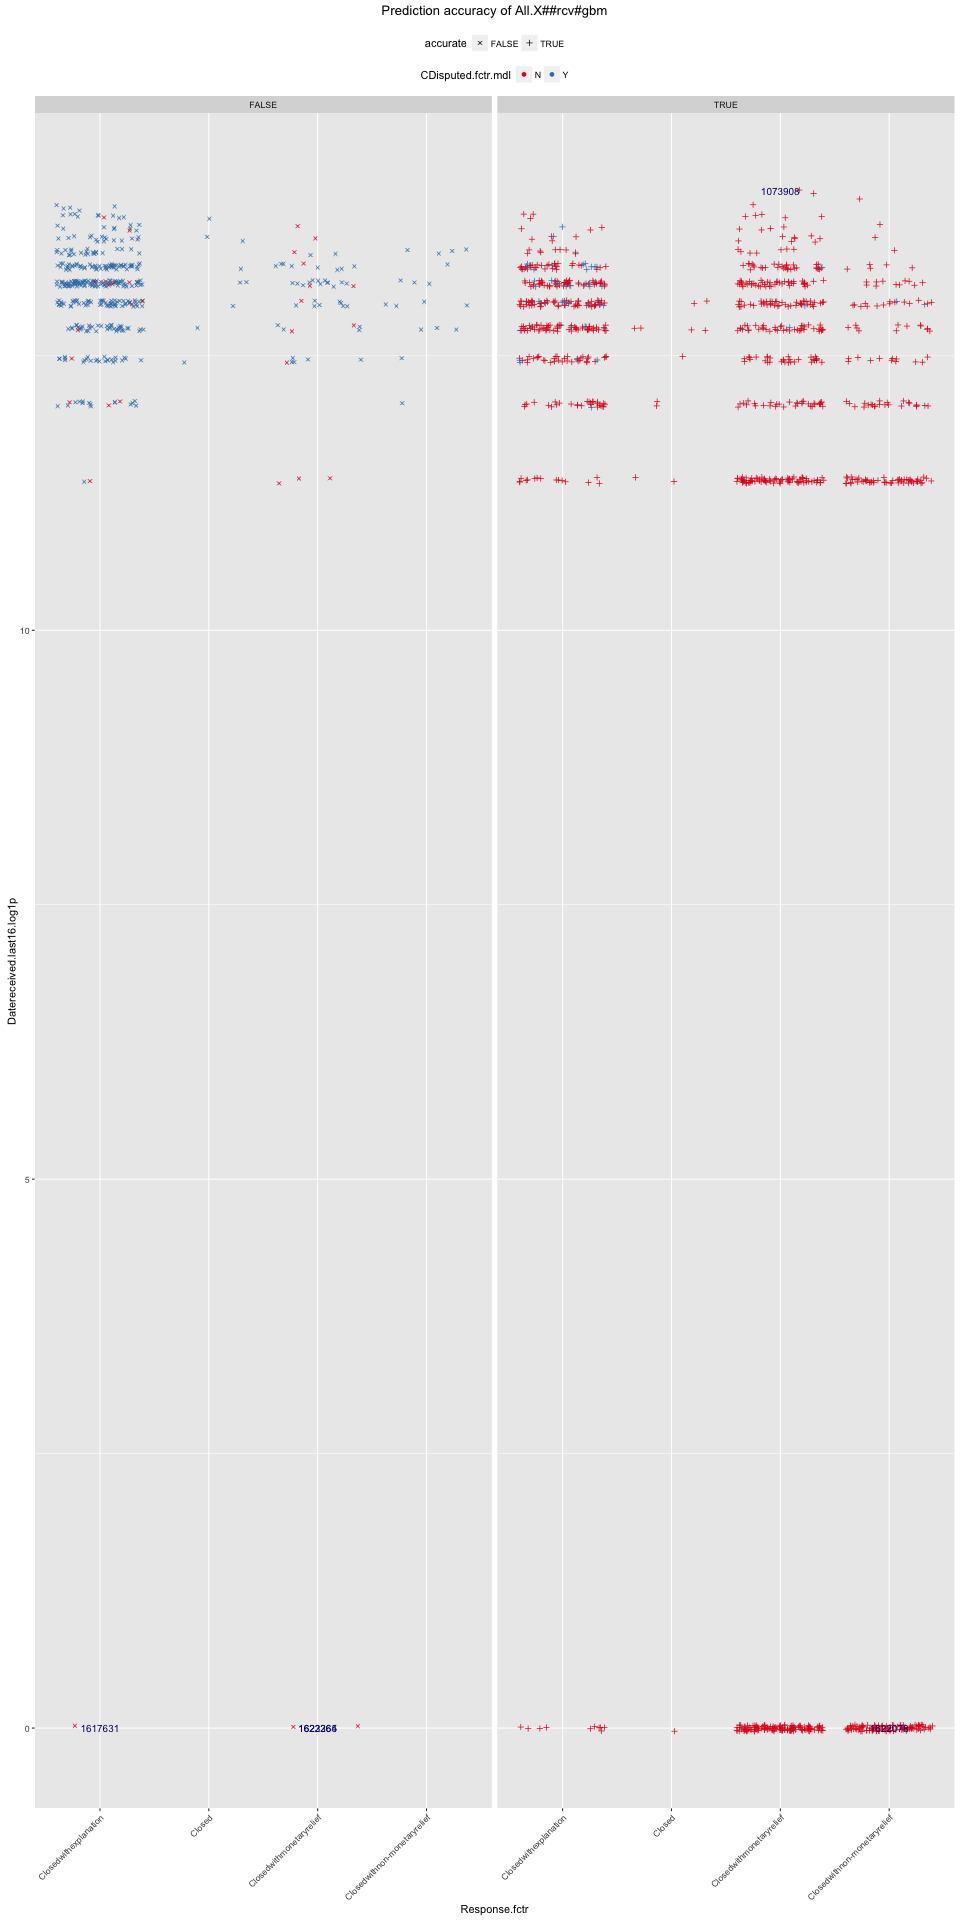 Prediction accuracy of All.X##rcv#gbm
accurate FALSE TRUE
CDisputed.fctr.mdl N Y
FALSE TRUE
1073908
10
5
0
1617631
Datereceived.last16.log1p
Closedwithexplanation
Closed
Closedwithmonetaryrelief
Closedwithnon-monetaryrelief
Closedwithexplanation
Closed
Closedwithmonetaryrelief
Closedwithnon-monetaryrelief
Response.fctr